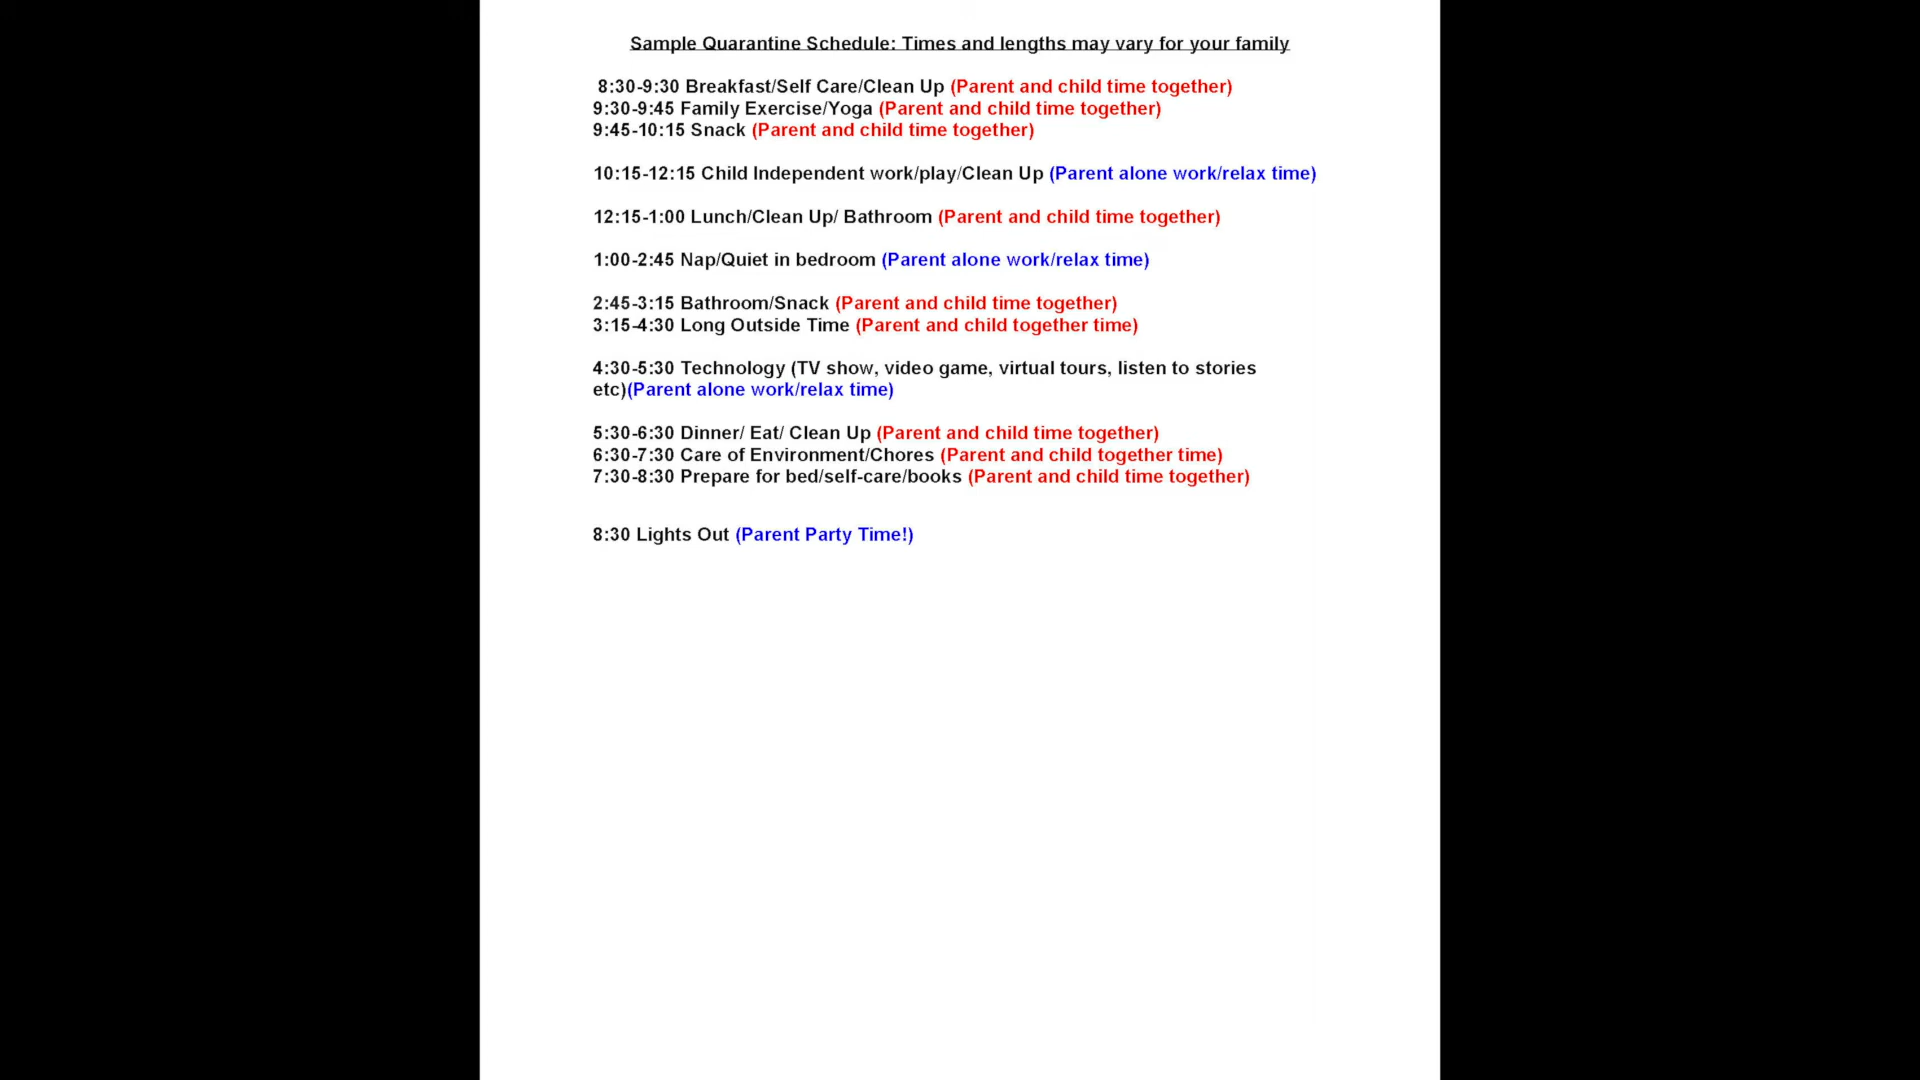 Sample Quarantine Schedule: Times and lengths may vary for your family
8:30-9:30 Breakfast/Self Care/Clean Up (Parent and child time together)
9:30-9:45 Family Exercise/Yoga (Parent and child time together)
9:45-10:15 Snack (Parent and child time together)
10:15-12:15 Child Independent work/play/Clean Up (Parent alone work/relax time)
12:15-1:00 Lunch/Clean Up/ Bathroom (Parent and child time together)
1:00-2:45 Nap/Quiet in bedroom (Parent alone work/relax time)
2:45-3:15 Bathroom/Snack (Parent and child time together)
3:15-4:30 Long Outside Time (Parent and child together time)
4:30-5:30 Technology (TV show, video game, virtual tours, listen to stories
etc)(Parent alone work/relax time)
5:30-6:30 Dinner/ Eat/ Clean Up (Parent and child time together)
6:30-7:30 Care of Environment/Chores (Parent and child together time)
7:30-8:30 Prepare for bed/self-care/books (Parent and child time together)
8:30 Lights Out (Parent Party Time!)